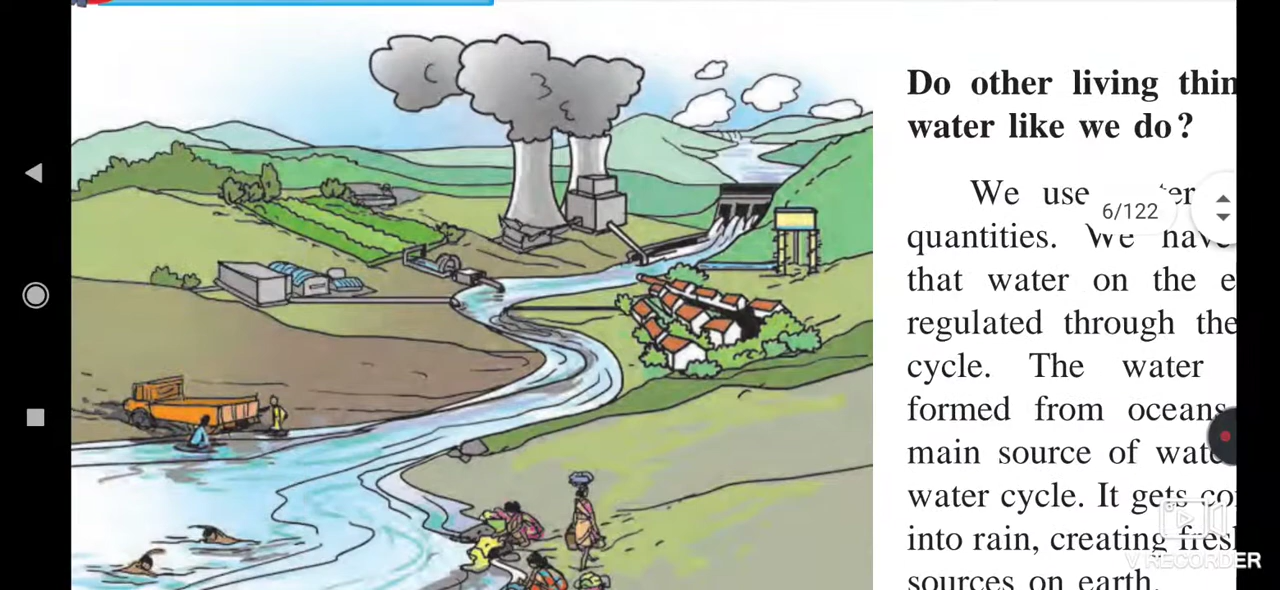 Do other living
water like we do?
We use
6/122
quantities. We
that water on the
regulated through the
cycle. The water
formed from oceans
main source of
water cycle. It gets
into rain, creating
V RECORDER
sources on earth.